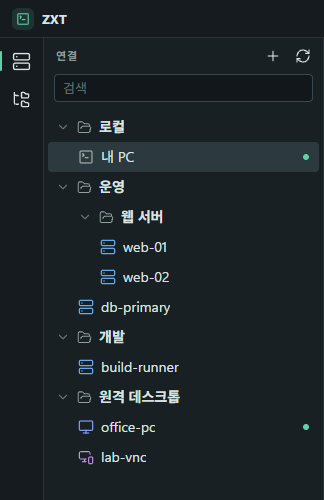 ZXT
연결
검색
로컬
내 PC
운영
웹 서버
web-01
web-02
db-primary
개발
build-runner
원격 데스크톱
office-pc
lab-vnc